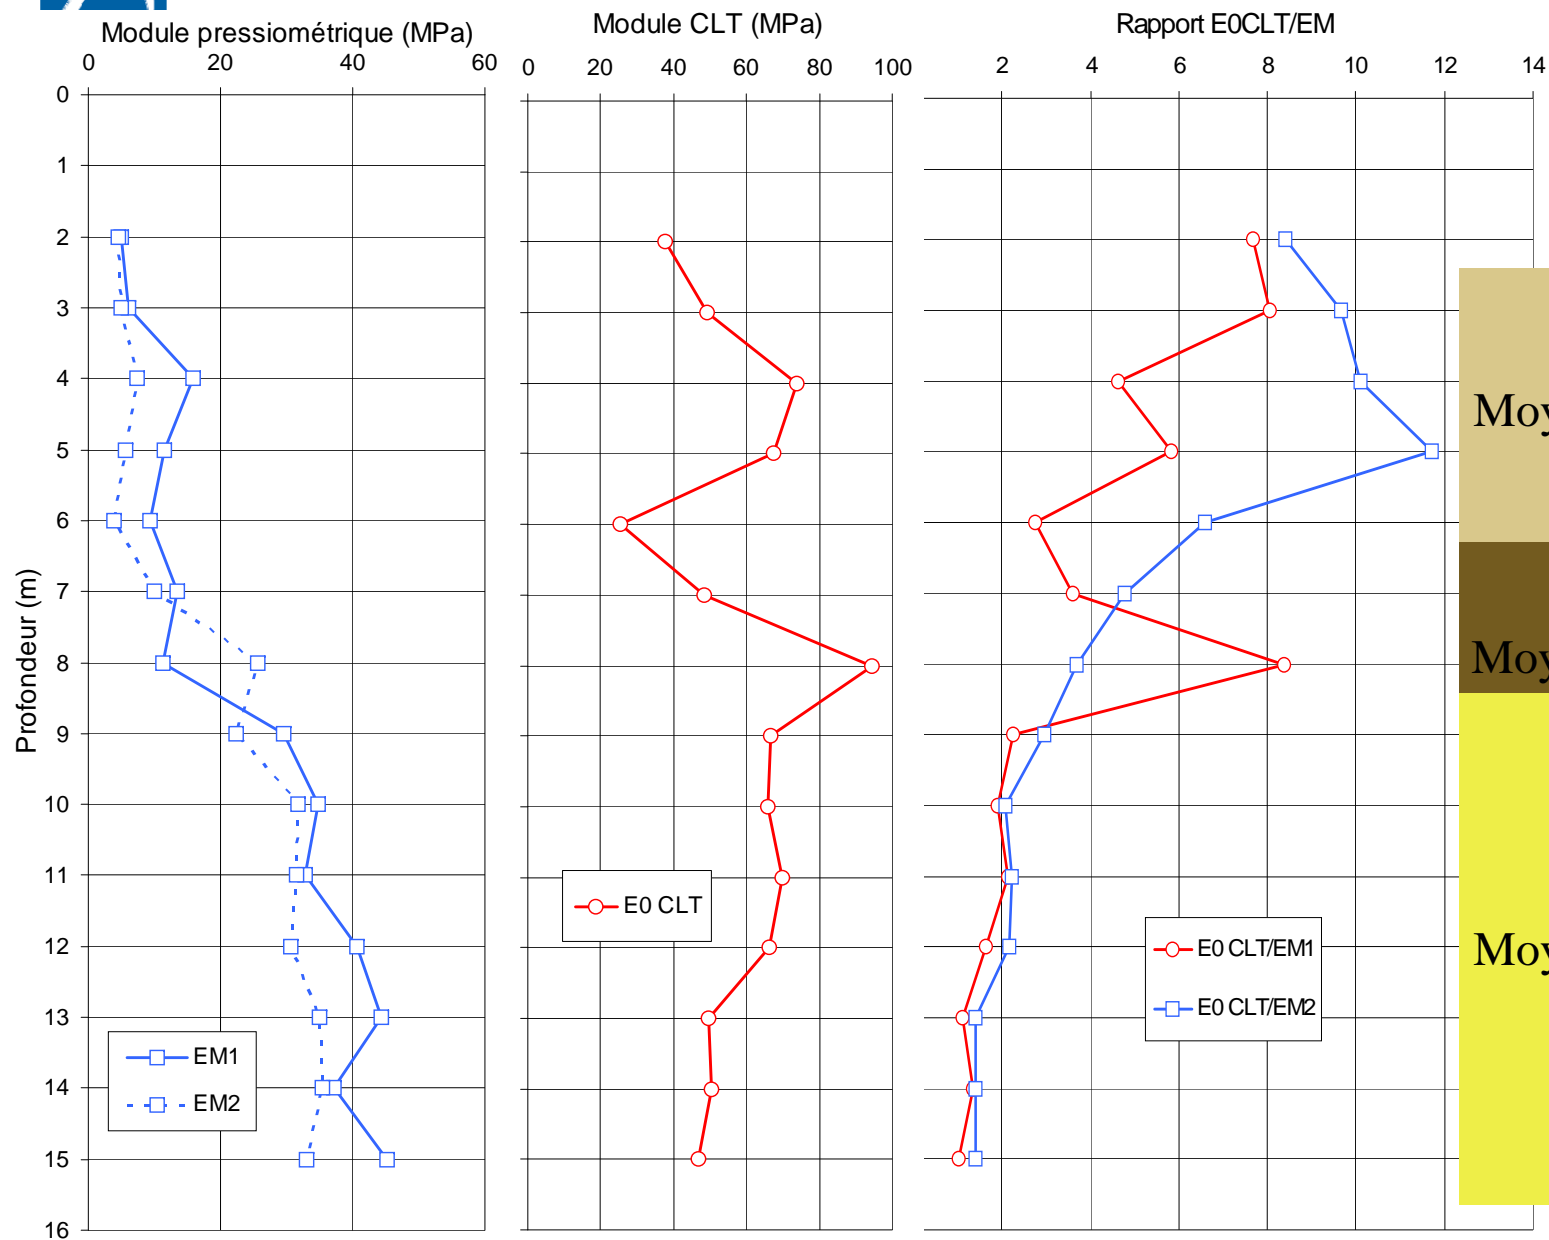 Module pressiométrique (MPa)
0 20 40 60
Module CLT (MPa)
0 20 40 60 80 100
Rapport E0CLT/EM
2 4 6 8 10 12 14
Profondeur (m)
0
1
2
3
4
5
6
7
8
9
10
11
12
13
14
15
16
EM1
EM2
E0 CLT
E0 CLT/EM1
E0 CLT/EM2
Moy
Moy
Moy